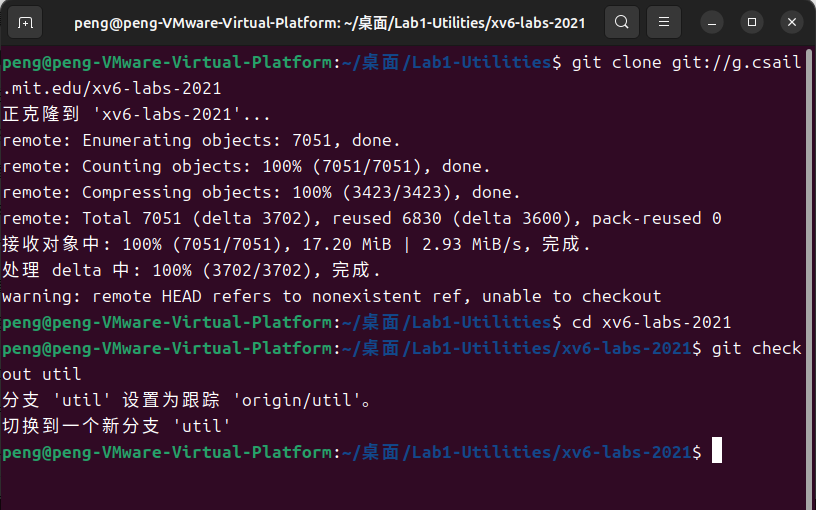 peng@peng-VMware-Virtual-Platform: ~/桌面/Lab1-Utilities/xv6-labs-2021
peng@peng-VMware-Virtual-Platform:~/桌面/Lab1-Utilities$ git clone git://g.csail
.mit.edu/xv6-labs-2021
正克隆到 'xv6-labs-2021'...
remote: Enumerating objects: 7051, done.
remote: Counting objects: 100% (7051/7051), done.
remote: Compressing objects: 100% (3423/3423), done.
remote: Total 7051 (delta 3702), reused 6830 (delta 3600), pack-reused 0
接收对象中: 100% (7051/7051), 17.20 MiB | 2.93 MiB/s, 完成.
处理 delta 中: 100% (3702/3702), 完成.
warning: remote HEAD refers to nonexistent ref, unable to checkout
peng@peng-VMware-Virtual-Platform:~/桌面/Lab1-Utilities$ cd xv6-labs-2021
peng@peng-VMware-Virtual-Platform:~/桌面/Lab1-Utilities/xv6-labs-2021$ git check
out util
分支 'util' 设置为跟踪 'origin/util'。
切换到一个新分支 'util'
peng@peng-VMware-Virtual-Platform:~/桌面/Lab1-Utilities/xv6-labs-2021$